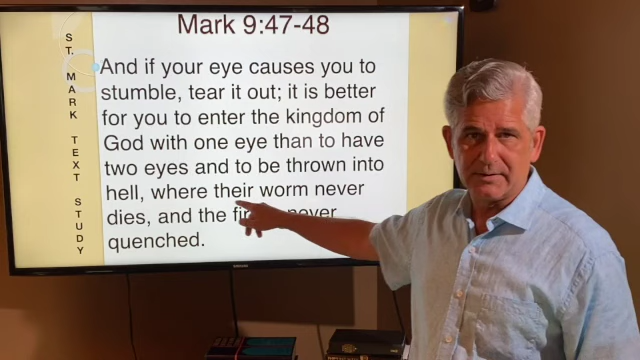 Mark 9:47-48
ST. MARK TEXT STUDY
And if your eye causes you to
stumble, tear it out; it is better
for you to enter the kingdom of
God with one eye than to have
two eyes and to be thrown into
hell, where their worm never
dies, and the never
quenched.